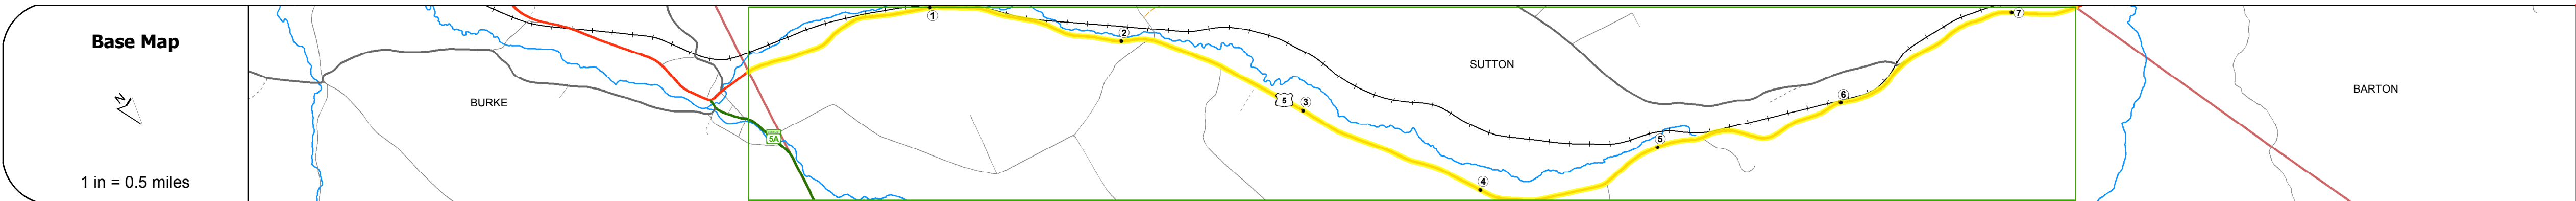 Base Map
N
1 in = 0.5 miles
BURKE
5A
1
2
5
3
4
SUTTON
5
6
7
BARTON